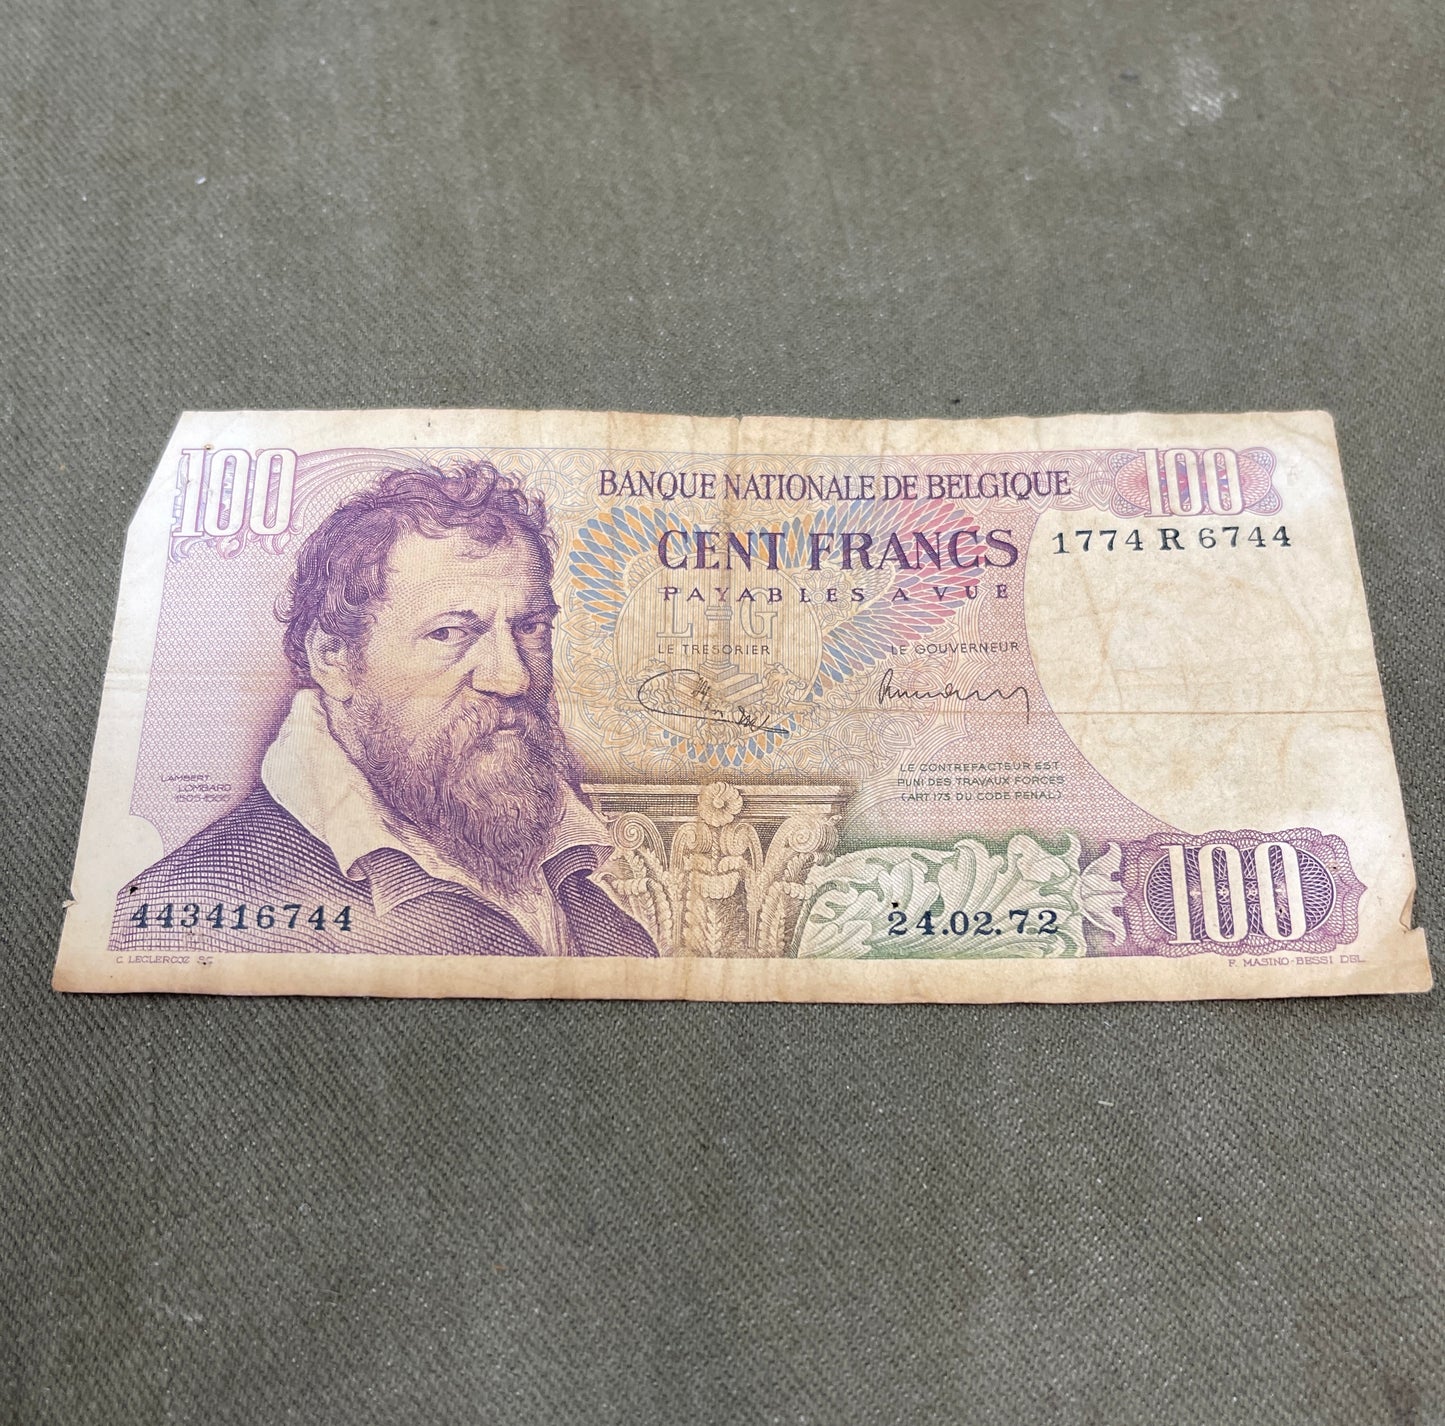 100
BANQUE NATIONALE DE BELGIQUE
100
CENT FRANCS
1774 R 6744
PAYABLES A VUE
L G
LE TRESORIER
LE GOUVERNEUR
LAMBERT
LOMBARD
1505-1566
LE CONTREFACTEUR EST
PUNI DES TRAVAUX FORCES
(ART. 173 DU CODE PENAL)
443416744
24.02.72
100
C. LECLERCQZ SC
F. MASINO-BESSI DEL.